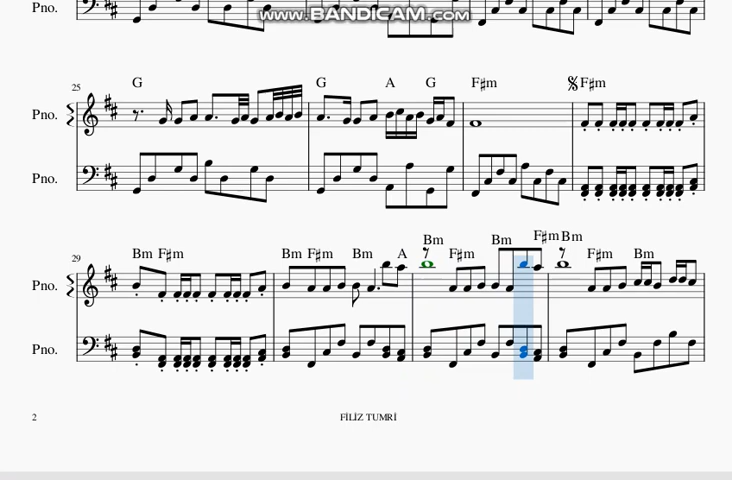 www.BANDICAM.com
25
G G A G F♯m F♯m
Pno.
Pno.
29
Bm F♯m Bm F♯m Bm A Bm F♯m Bm F♯m Bm F♯m Bm
Pno.
Pno.
2 FİLİZ TUMRİ